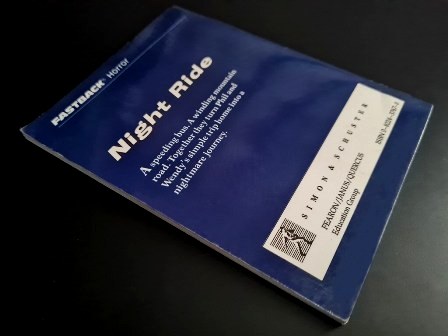 FASTBACK® Horror
Night Ride
A speeding bus. A winding mountain
road. Together they turn Phil and
Wendy's simple trip home into a
nightmare journey.
SIMON & SCHUSTER
FEARON/JANUS/QUERCUS
Education Group